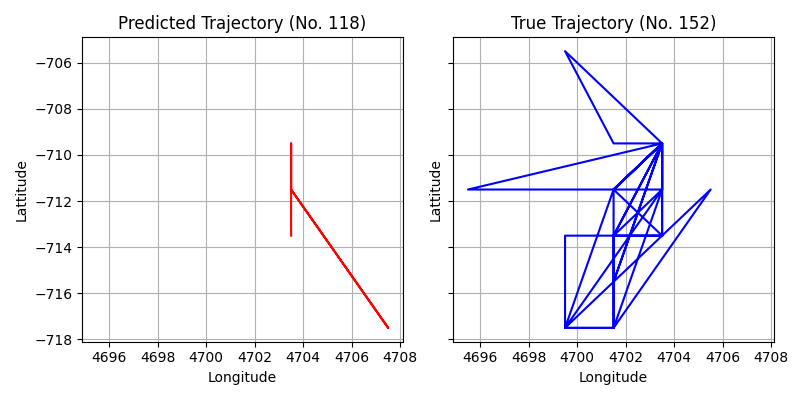 Predicted Trajectory (No. 118)
True Trajectory (No. 152)
Lattitude
−706
−708
−710
−712
−714
−716
−718
4696 4698 4700 4702 4704 4706 4708
Longitude
Lattitude
4696 4698 4700 4702 4704 4706 4708
Longitude